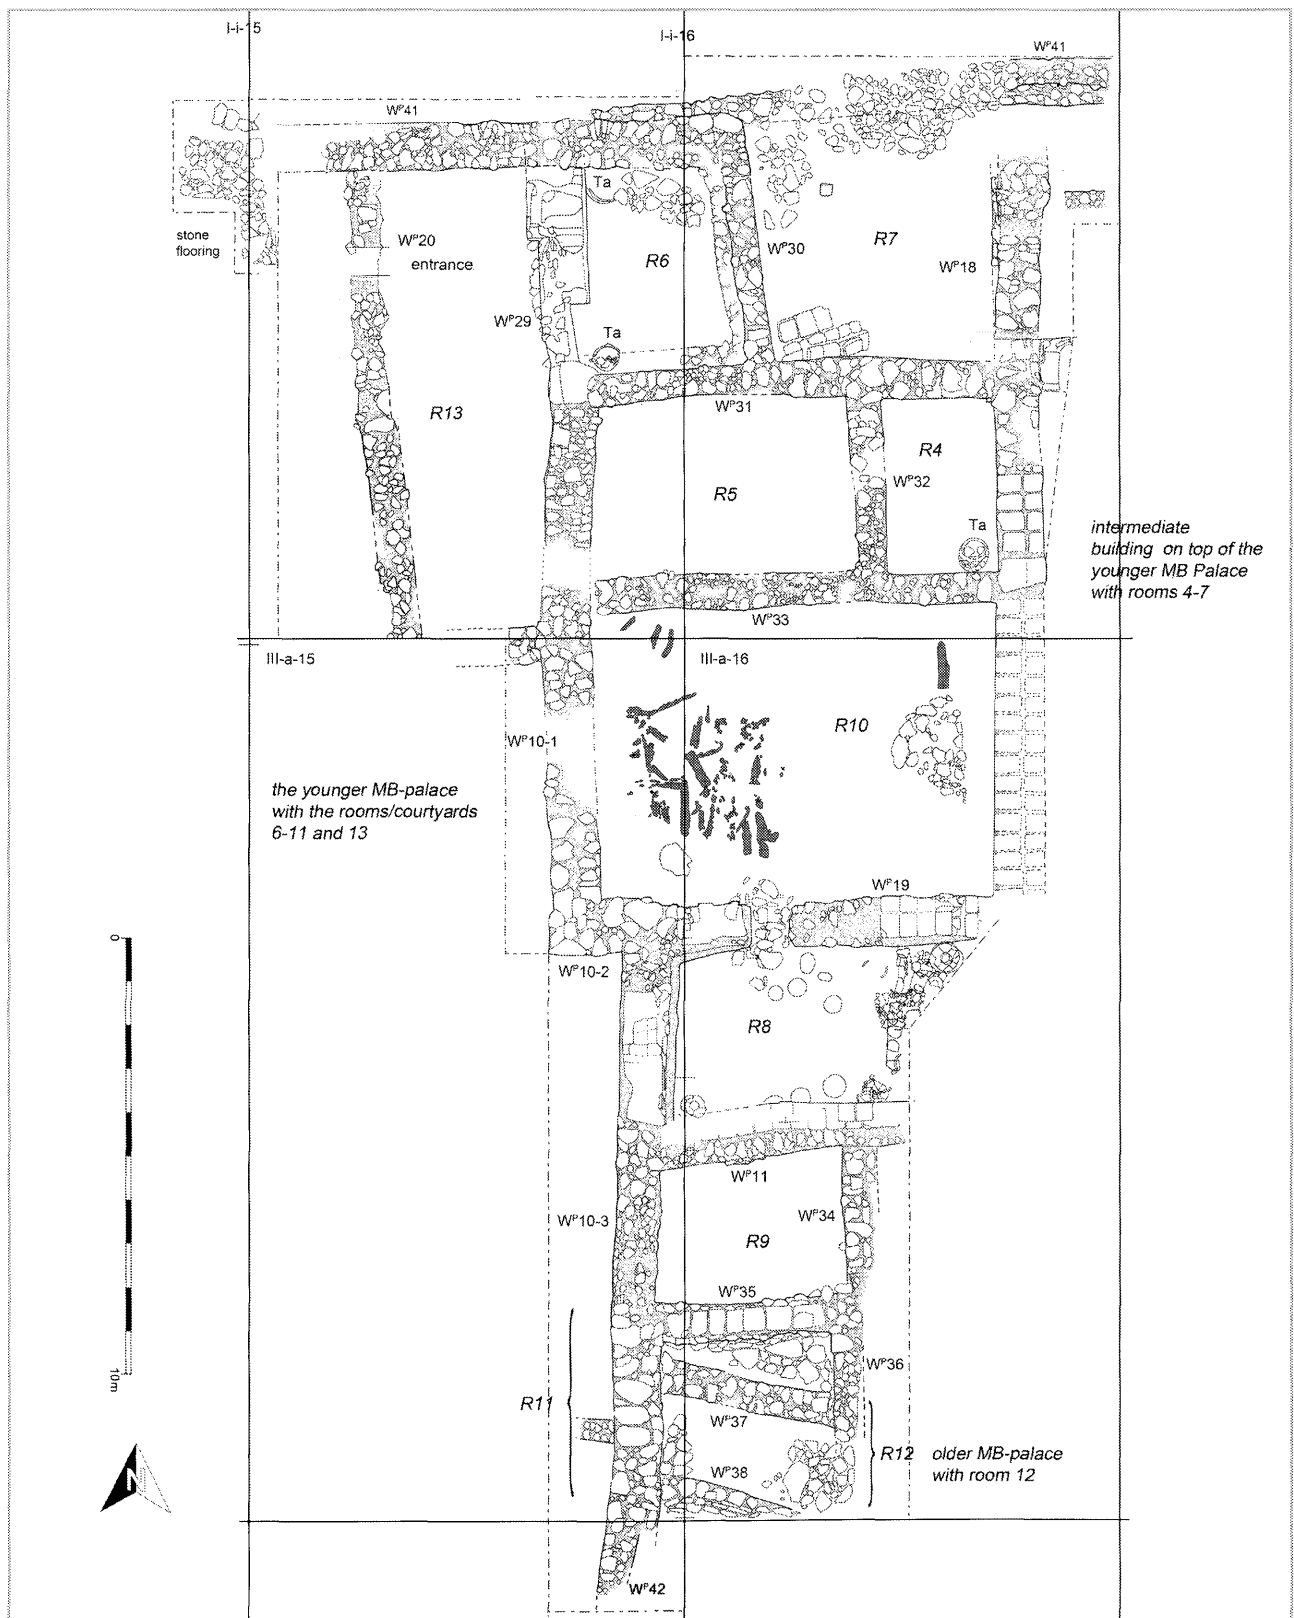 I-i-15
I-i-16
WP41
WP41
Ta
stone
flooring
WP20
entrance
R6
WP30
R7
WP18
WP29
Ta
R13
WP31
R4
WP32
R5
Ta
intermediate
building on top of the
younger MB Palace
with rooms 4-7
WP33
III-a-15
III-a-16
R10
WP10-1
the younger MB-palace
with the rooms/courtyards
6-11 and 13
WP19
0
WP10-2
R8
WP11
WP10-3
WP34
R9
WP35
10m
WP36
R11
WP37
R12 older MB-palace
with room 12
WP38
N
WP42